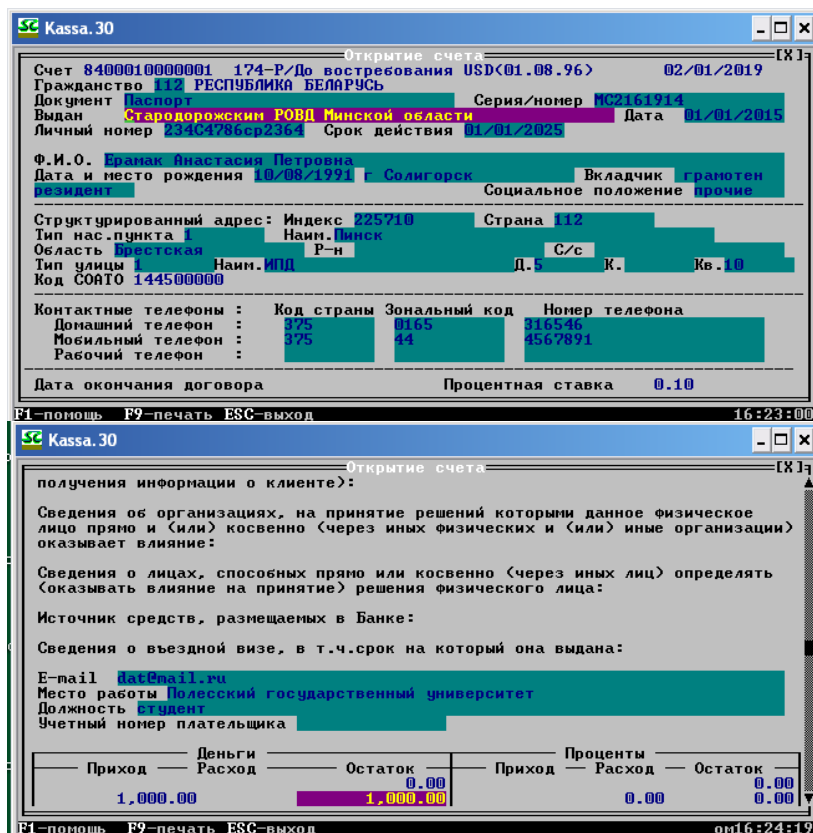 Kassa.30
Открытие счета [X]
Счет 8400010000001 174-Р/До востребования USD(01.08.96) 02/01/2019
Гражданство 112 РЕСПУБЛИКА БЕЛАРУСЬ
Документ Паспорт Серия/номер МС2161914
Выдан Стародорожским РОВД Минской области Дата 01/01/2015
Личный номер 234С4786ср2364 Срок действия 01/01/2025
Ф.И.О. Ерамак Анастасия Петровна
Дата и место рождения 10/08/1991 г Солигорск Вкладчик грамотен
резидент Социальное положение прочие
Структурированный адрес: Индекс 225710 Страна 112
Тип нас.пункта 1 Наим.Пинск
Область Брестская Р-н С/с
Тип улицы 1 Наим.ИПД Д.5 К. Кв.10
Код СОАТО 144500000
Контактные телефоны : Код страны Зональный код Номер телефона
Домашний телефон : 375 0165 316546
Мобильный телефон : 375 44 4567891
Рабочий телефон :
Дата окончания договора Процентная ставка 0.10
F1-помощь F9-печать ESC-выход 16:23:00
Kassa.30
Открытие счета [X]
получения информации о клиенте):
Сведения об организациях, на принятие решений которыми данное физическое
лицо прямо и (или) косвенно (через иных физических и (или) иные организации)
оказывает влияние:
Сведения о лицах, способных прямо или косвенно (через иных лиц) определять
(оказывать влияние на принятие) решения физического лица:
Источник средств, размещаемых в Банке:
Сведения о въездной визе, в т.ч.срок на который она выдана:
E-mail dat@mail.ru
Место работы Полесский государственный университет
Должность студент
Учетный номер плательщика
Деньги Проценты
Приход Расход Остаток Приход Расход Остаток
0.00 0.00
1,000.00 1,000.00 0.00 0.00
F1-помощь F9-печать ESC-выход ом16:24:19